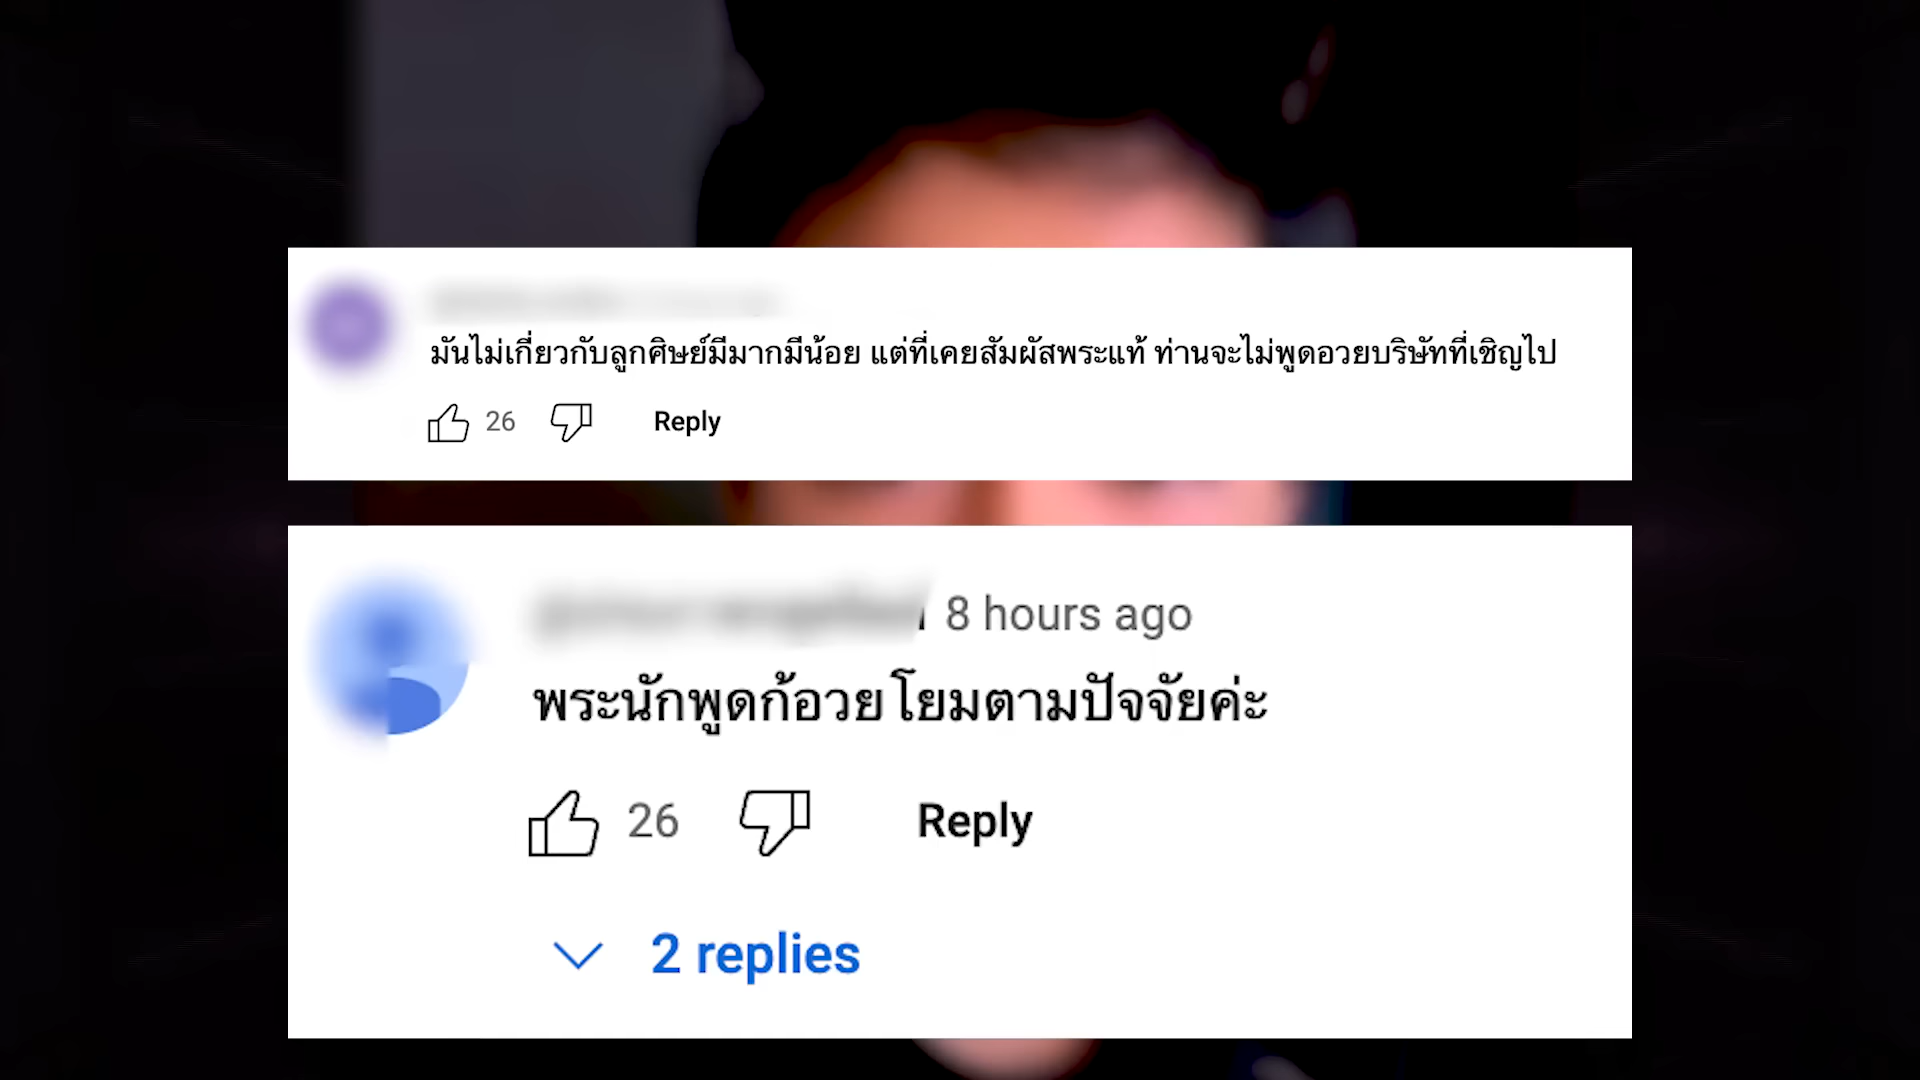 มันไม่เกี่ยวกับลูกศิษย์มีมากมีน้อย แต่ที่เคยสัมผัสพระแท้ ท่านจะไม่พูดอวยบริษัทที่เชิญไป
26 Reply
8 hours ago
พระนักพูดก้อวยโยมตามปัจจัยค่ะ
26 Reply
2 replies